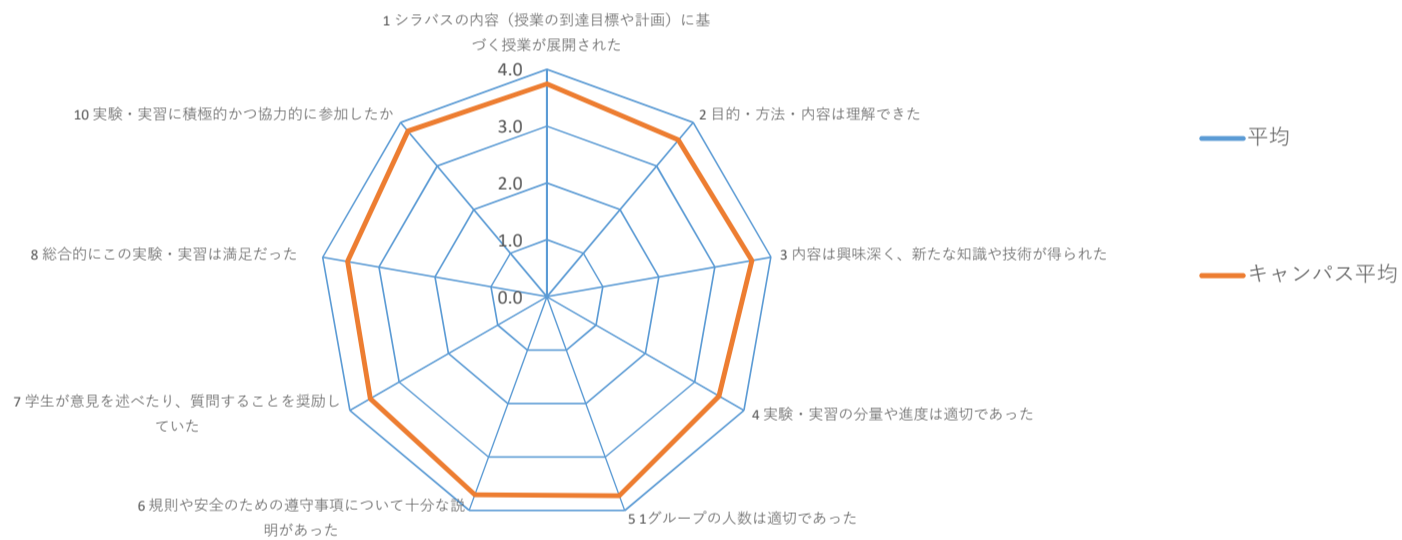 1 シラバスの内容（授業の到達目標や計画）に基
づく授業が展開された
4.0
10 実験・実習に積極的かつ協力的に参加したか
2 目的・方法・内容は理解できた
3.0
平均
2.0
1.0
8 総合的にこの実験・実習は満足だった
3 内容は興味深く、新たな知識や技術が得られた
キャンパス平均
0.0
7 学生が意見を述べたり、質問することを奨励し
ていた
4 実験・実習の分量や進度は適切であった
6 規則や安全のための遵守事項について十分な説
明があった
5 1グループの人数は適切であった